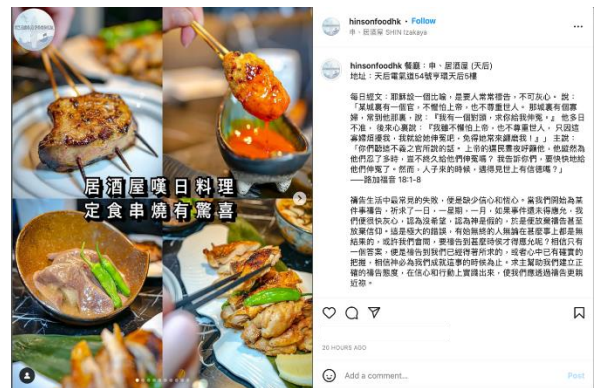 居酒屋嘆日料理
定食串燒有驚喜
hinsonfoodhk • Follow
申、居酒屋 SHIN Izakaya
hinsonfoodhk 餐廳：申、居酒屋 (天后)
地址：天后電氣道54號亨環天后5樓
每日經文：耶穌設一個比喻，是要人常常禱告，不可灰心。 說：
「某城裏有一個官，不懼怕上帝，也不尊重世人。 那城裏有個寡
婦，常到他那裏，說：『我有一個對頭，求你給我伸冤。』 他多日
不准， 後來心裏說：『我雖不懼怕上帝，也不尊重世人， 只因這
寡婦煩擾我，我就給她伸冤吧，免得她常來纏磨我！』」 主說：
「你們聽這不義之官所說的話。 上帝的選民晝夜呼籲他，他縱然為
他們忍了多時，豈不終久給他們伸冤嗎？ 我告訴你們，要快快地給
他們伸冤了。然而，人子來的時候，遇得見世上有信德嗎？」
——路加福音 18:1-8
禱告生活中最常見的失敗，便是缺少信心和恆心。當我們開始為某
件事禱告，祈求了一日，一星期，一月，如果事件還未得應允，我
們便很快灰心，認為沒希望，認為神是假的，於是便放棄禱告甚至
放棄信仰。這是極大的錯誤，有始無終的人無論在甚麼事上都是無
結果的，或許我們會問，要禱告到甚麼時候才得應允呢？相信只有
一個答案，便是禱告到我們已經得著所求的，或者心中已有確實的
把握，相信神必為我們成就這事的時候為止。求主幫助我們建立正
確的禱告態度，在信心和行動上實踐出來，使我們應透過禱告更親
近祢。
20 HOURS AGO
Add a comment...
Post